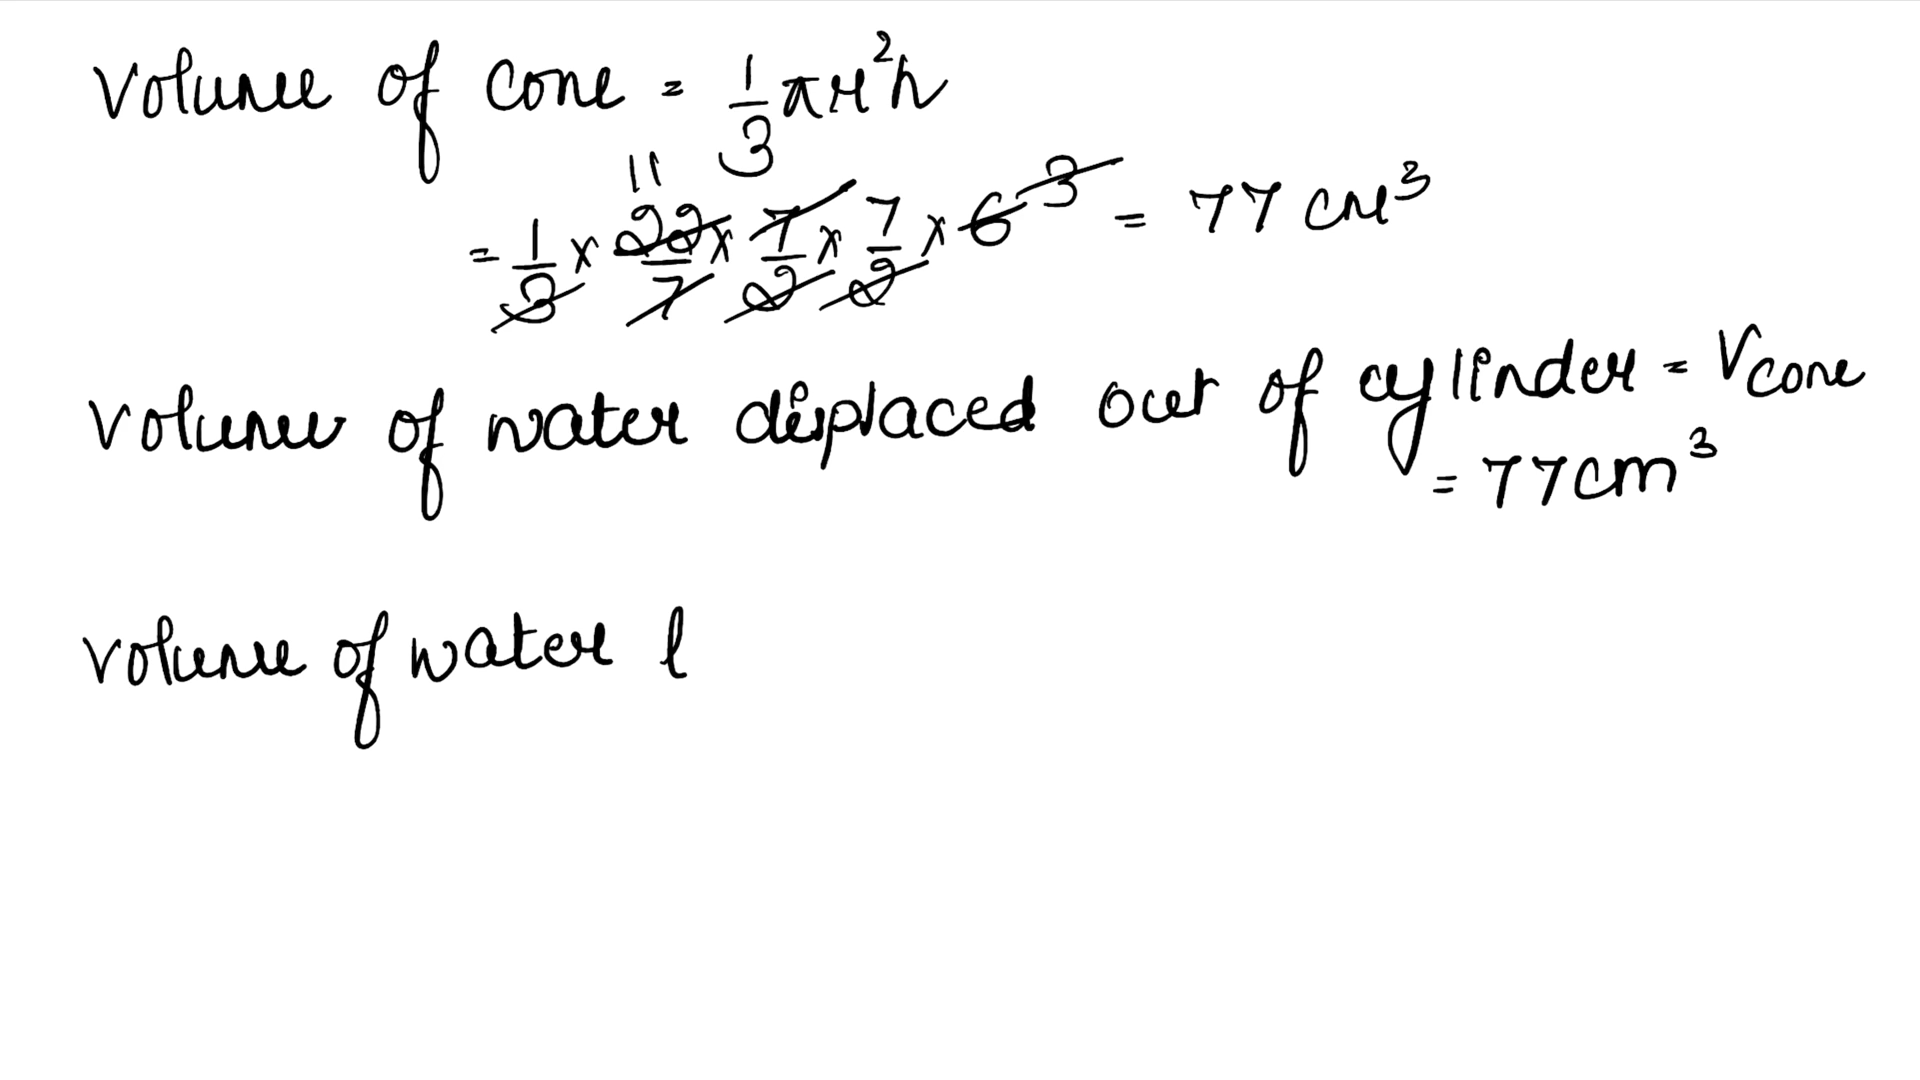 Volume of cone = 1/3 πr²h
= 1/3 × 22/7 × 7/2 × 7/2 × 6 = 77 cm³
11 3
Volume of water displaced out of cylinder = Vcone
= 77cm³
Volume of water l